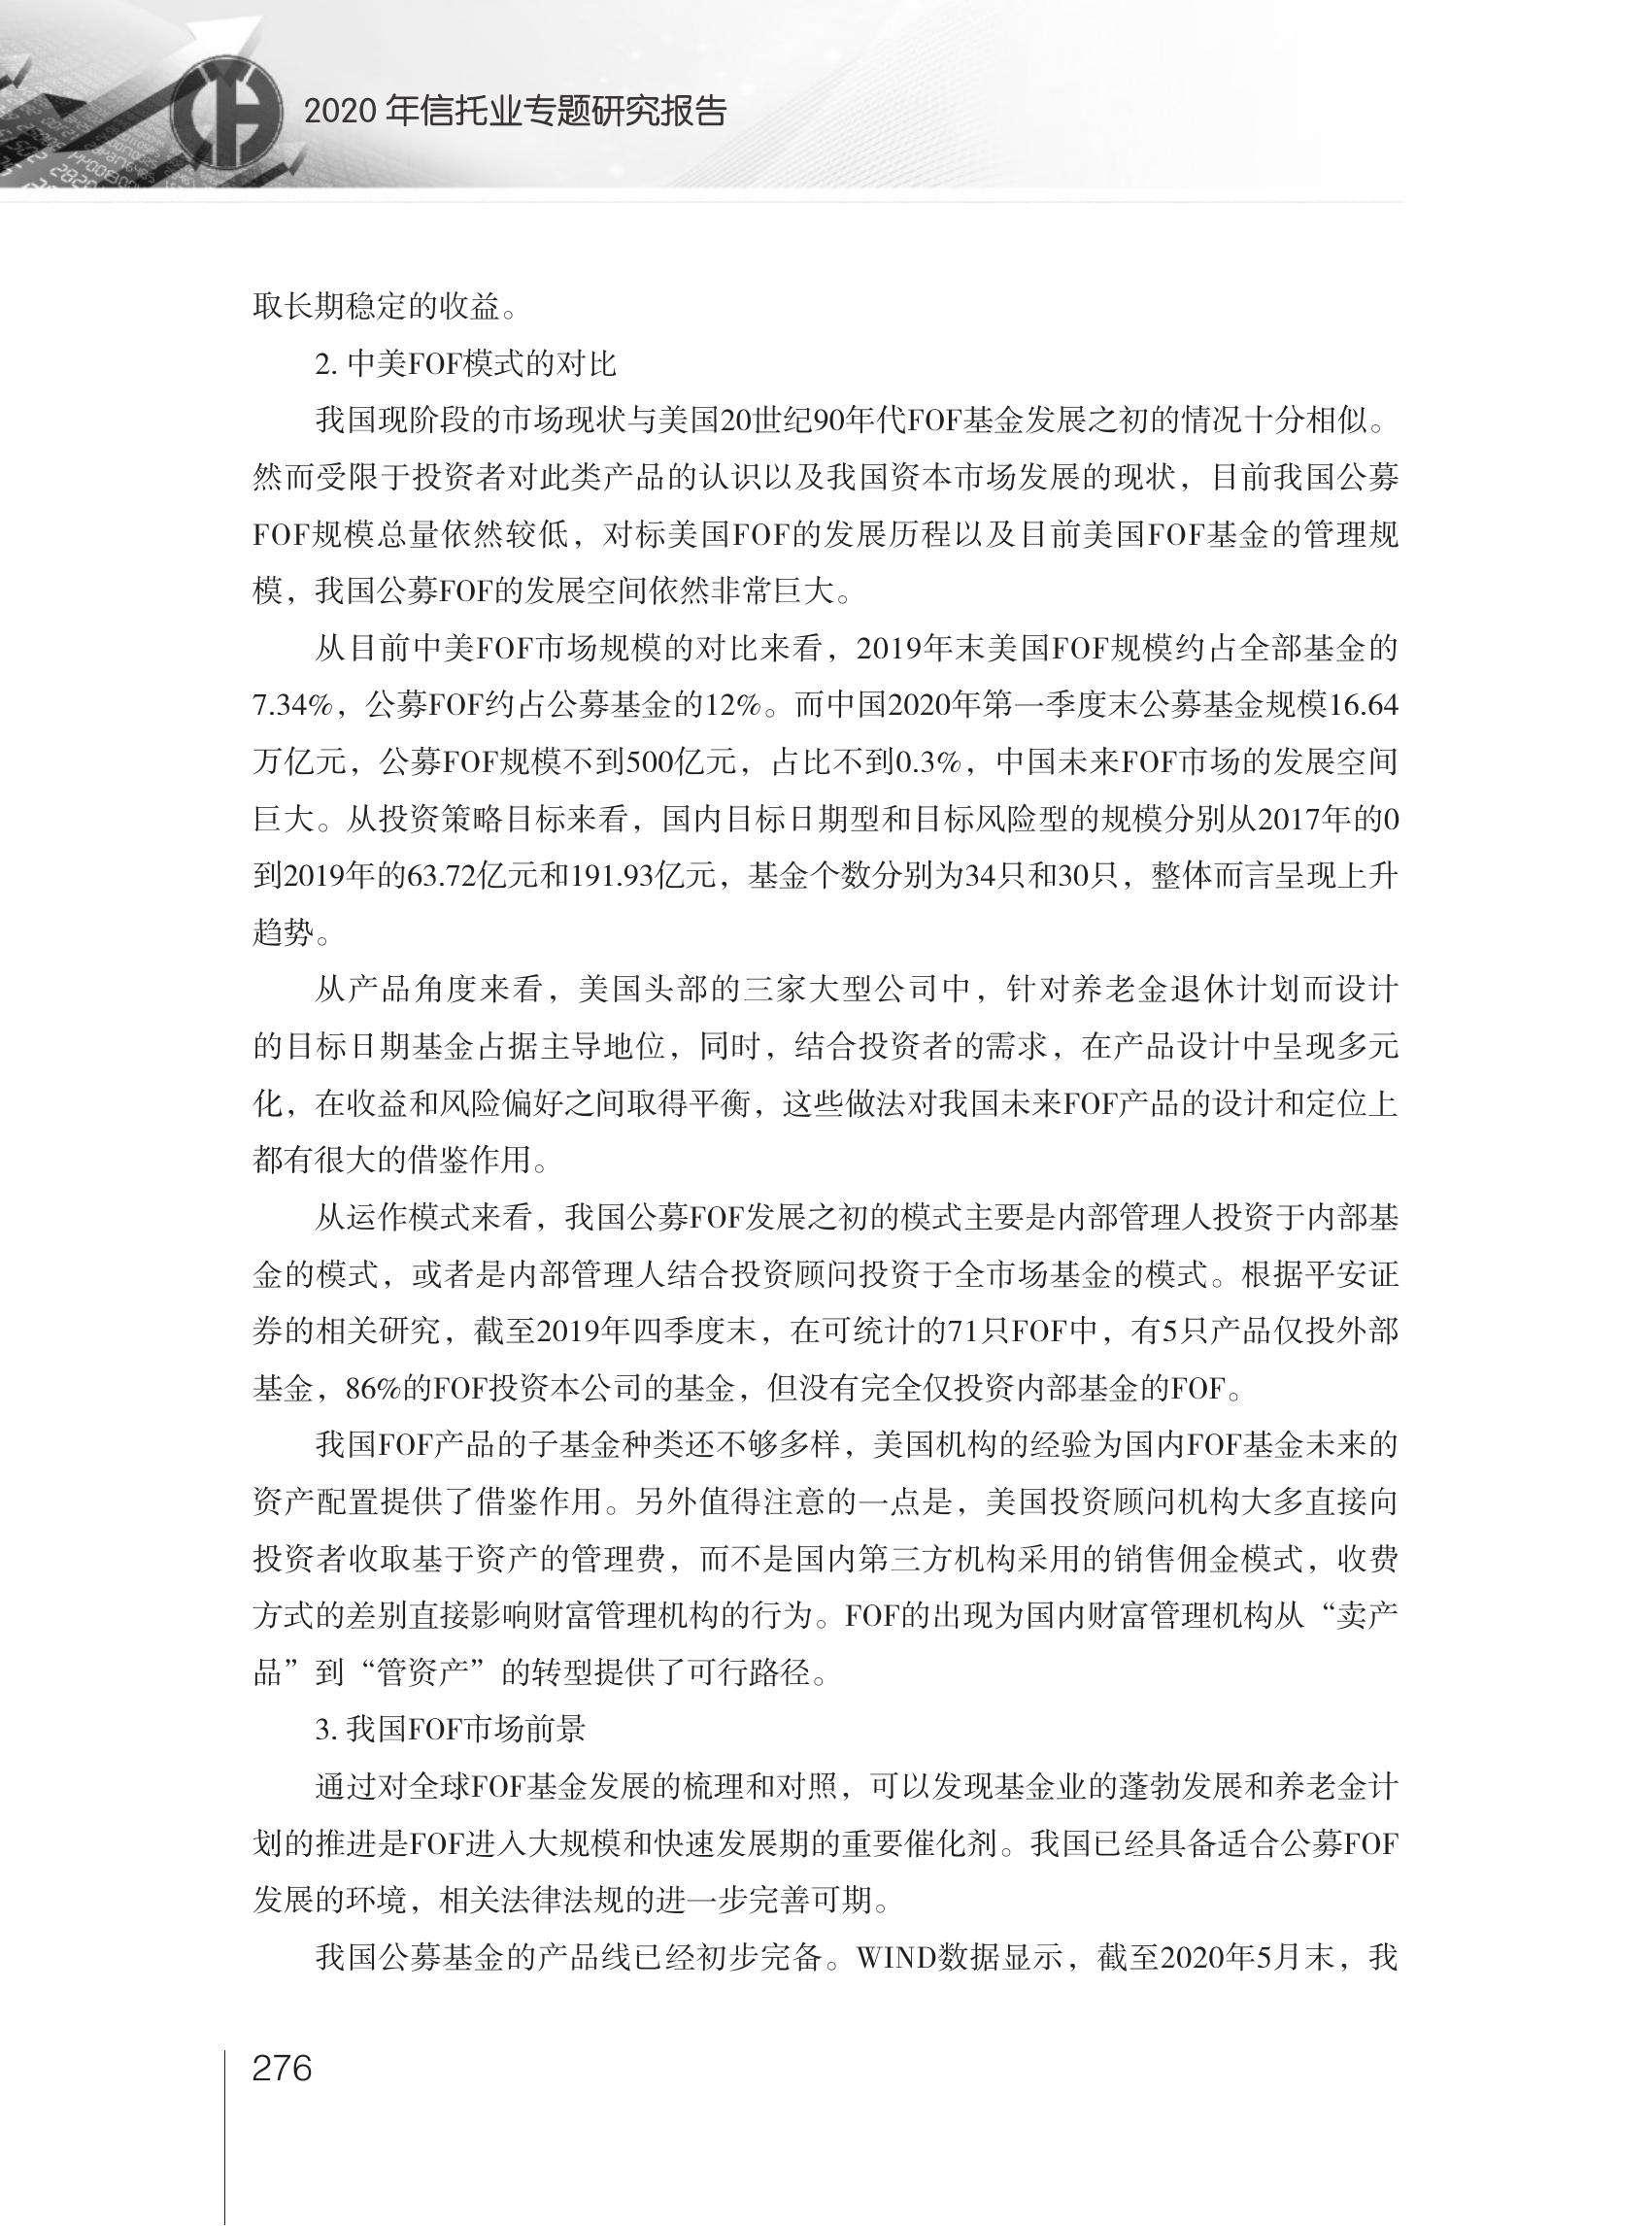 2020 年信托业专题研究报告
取长期稳定的收益。
2. 中美FOF模式的对比
我国现阶段的市场现状与美国20世纪90年代FOF基金发展之初的情况十分相似。
然而受限于投资者对此类产品的认识以及我国资本市场发展的现状，目前我国公募
FOF规模总量依然较低，对标美国FOF的发展历程以及目前美国FOF基金的管理规
模，我国公募FOF的发展空间依然非常巨大。
从目前中美FOF市场规模的对比来看，2019年末美国FOF规模约占全部基金的
7.34%，公募FOF约占公募基金的12%。而中国2020年第一季度末公募基金规模16.64
万亿元，公募FOF规模不到500亿元，占比不到0.3%，中国未来FOF市场的发展空间
巨大。从投资策略目标来看，国内目标日期型和目标风险型的规模分别从2017年的0
到2019年的63.72亿元和191.93亿元，基金个数分别为34只和30只，整体而言呈现上升
趋势。
从产品角度来看，美国头部的三家大型公司中，针对养老金退休计划而设计
的目标日期基金占据主导地位，同时，结合投资者的需求，在产品设计中呈现多元
化，在收益和风险偏好之间取得平衡，这些做法对我国未来FOF产品的设计和定位上
都有很大的借鉴作用。
从运作模式来看，我国公募FOF发展之初的模式主要是内部管理人投资于内部基
金的模式，或者是内部管理人结合投资顾问投资于全市场基金的模式。根据平安证
券的相关研究，截至2019年四季度末，在可统计的71只FOF中，有5只产品仅投外部
基金，86%的FOF投资本公司的基金，但没有完全仅投资内部基金的FOF。
我国FOF产品的子基金种类还不够多样，美国机构的经验为国内FOF基金未来的
资产配置提供了借鉴作用。另外值得注意的一点是，美国投资顾问机构大多直接向
投资者收取基于资产的管理费，而不是国内第三方机构采用的销售佣金模式，收费
方式的差别直接影响财富管理机构的行为。FOF的出现为国内财富管理机构从“卖产
品”到“管资产”的转型提供了可行路径。
3. 我国FOF市场前景
通过对全球FOF基金发展的梳理和对照，可以发现基金业的蓬勃发展和养老金计
划的推进是FOF进入大规模和快速发展期的重要催化剂。我国已经具备适合公募FOF
发展的环境，相关法律法规的进一步完善可期。
我国公募基金的产品线已经初步完备。WIND数据显示，截至2020年5月末，我
276